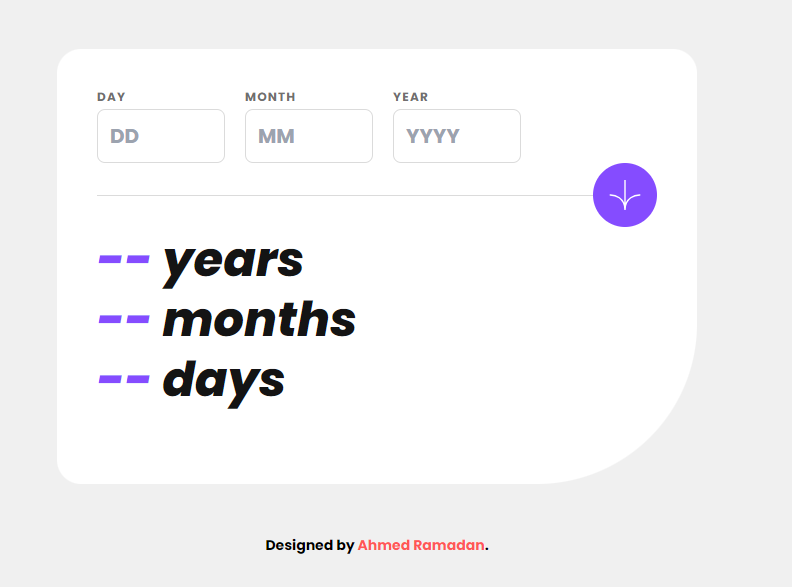 DAY MONTH YEAR
DD MM YYYY
-- years
-- months
-- days
Designed by Ahmed Ramadan.